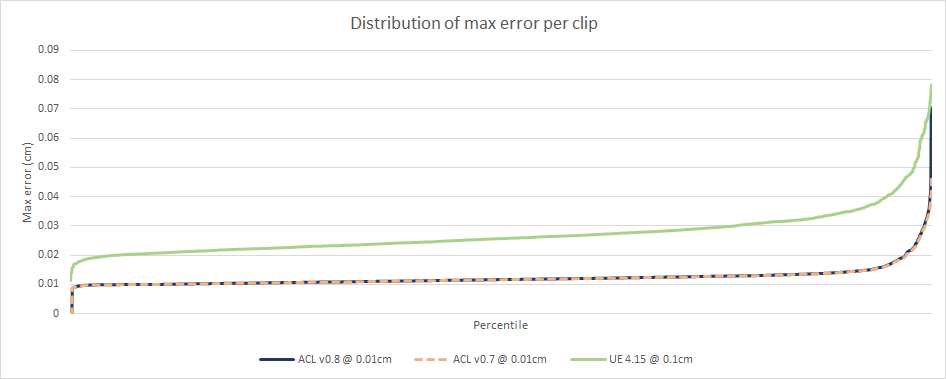 Distribution of max error per clip
0.09
0.08
0.07
0.06
0.05
0.04
0.03
0.02
0.01
0
Max error (cm)
Percentile
ACL v0.8 @ 0.01cm ACL v0.7 @ 0.01cm UE 4.15 @ 0.1cm